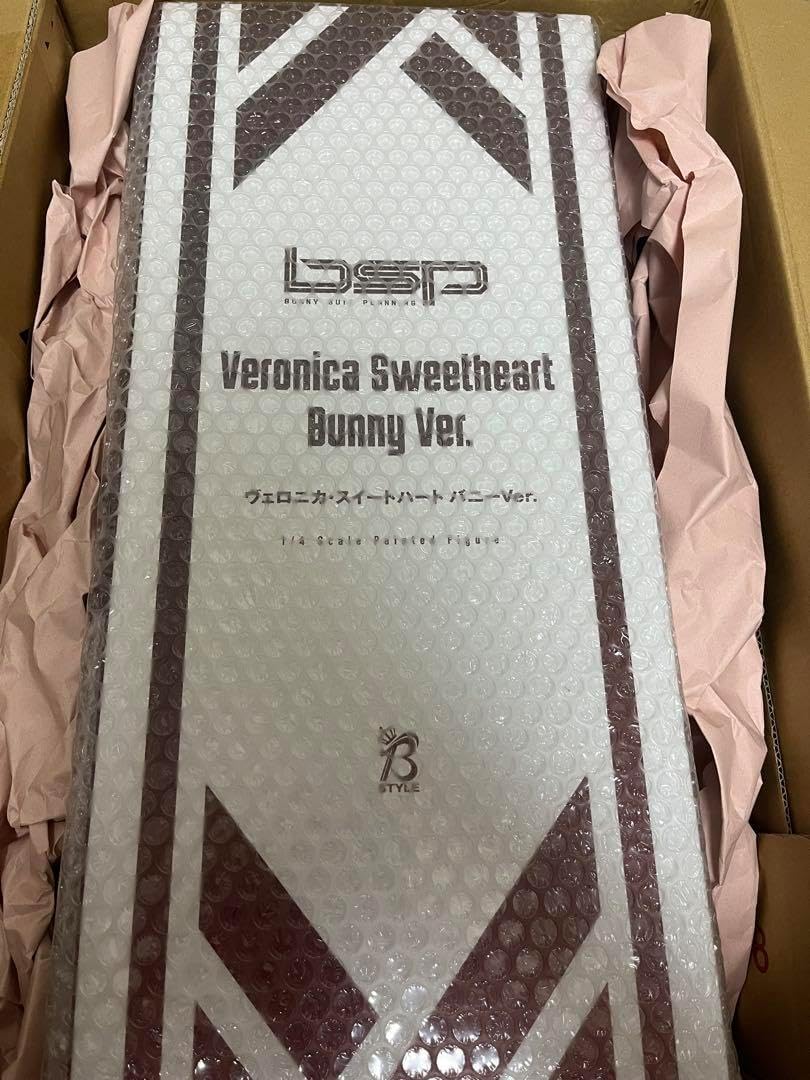 bsp
BUNNY SUIT PLANNING
Veronica Sweetheart
Bunny Ver.
ヴェロニカ・スイートハート バニーVer.
1/4 Scale Painted Figure
B
STYLE